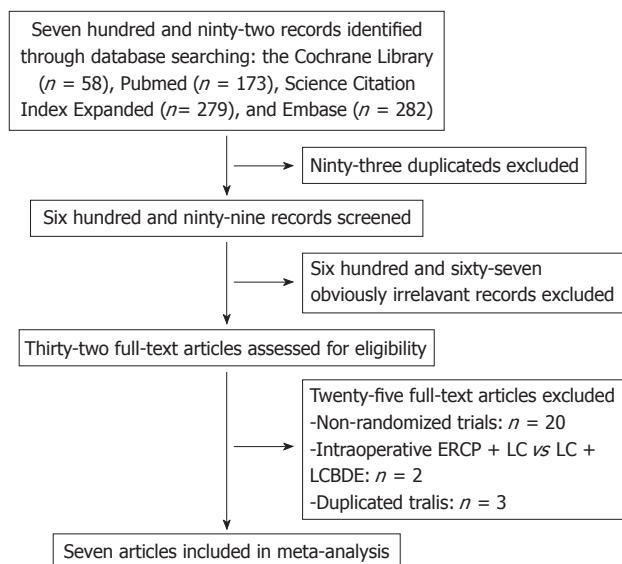 Seven hundred and ninety-two records identified
through database searching: the Cochrane Library
(n = 58), Pubmed (n = 173), Science Citation
Index Expanded (n= 279), and Embase (n = 282)
Ninety-three duplicateds excluded
Six hundred and ninety-nine records screened
Six hundred and sixty-seven
obviously irrelavant records excluded
Thirty-two full-text articles assessed for eligibility
Twenty-five full-text articles excluded
-Non-randomized trials: n = 20
-Intraoperative ERCP + LC vs LC +
LCBDE: n = 2
-Duplicated tralis: n = 3
Seven articles included in meta-analysis